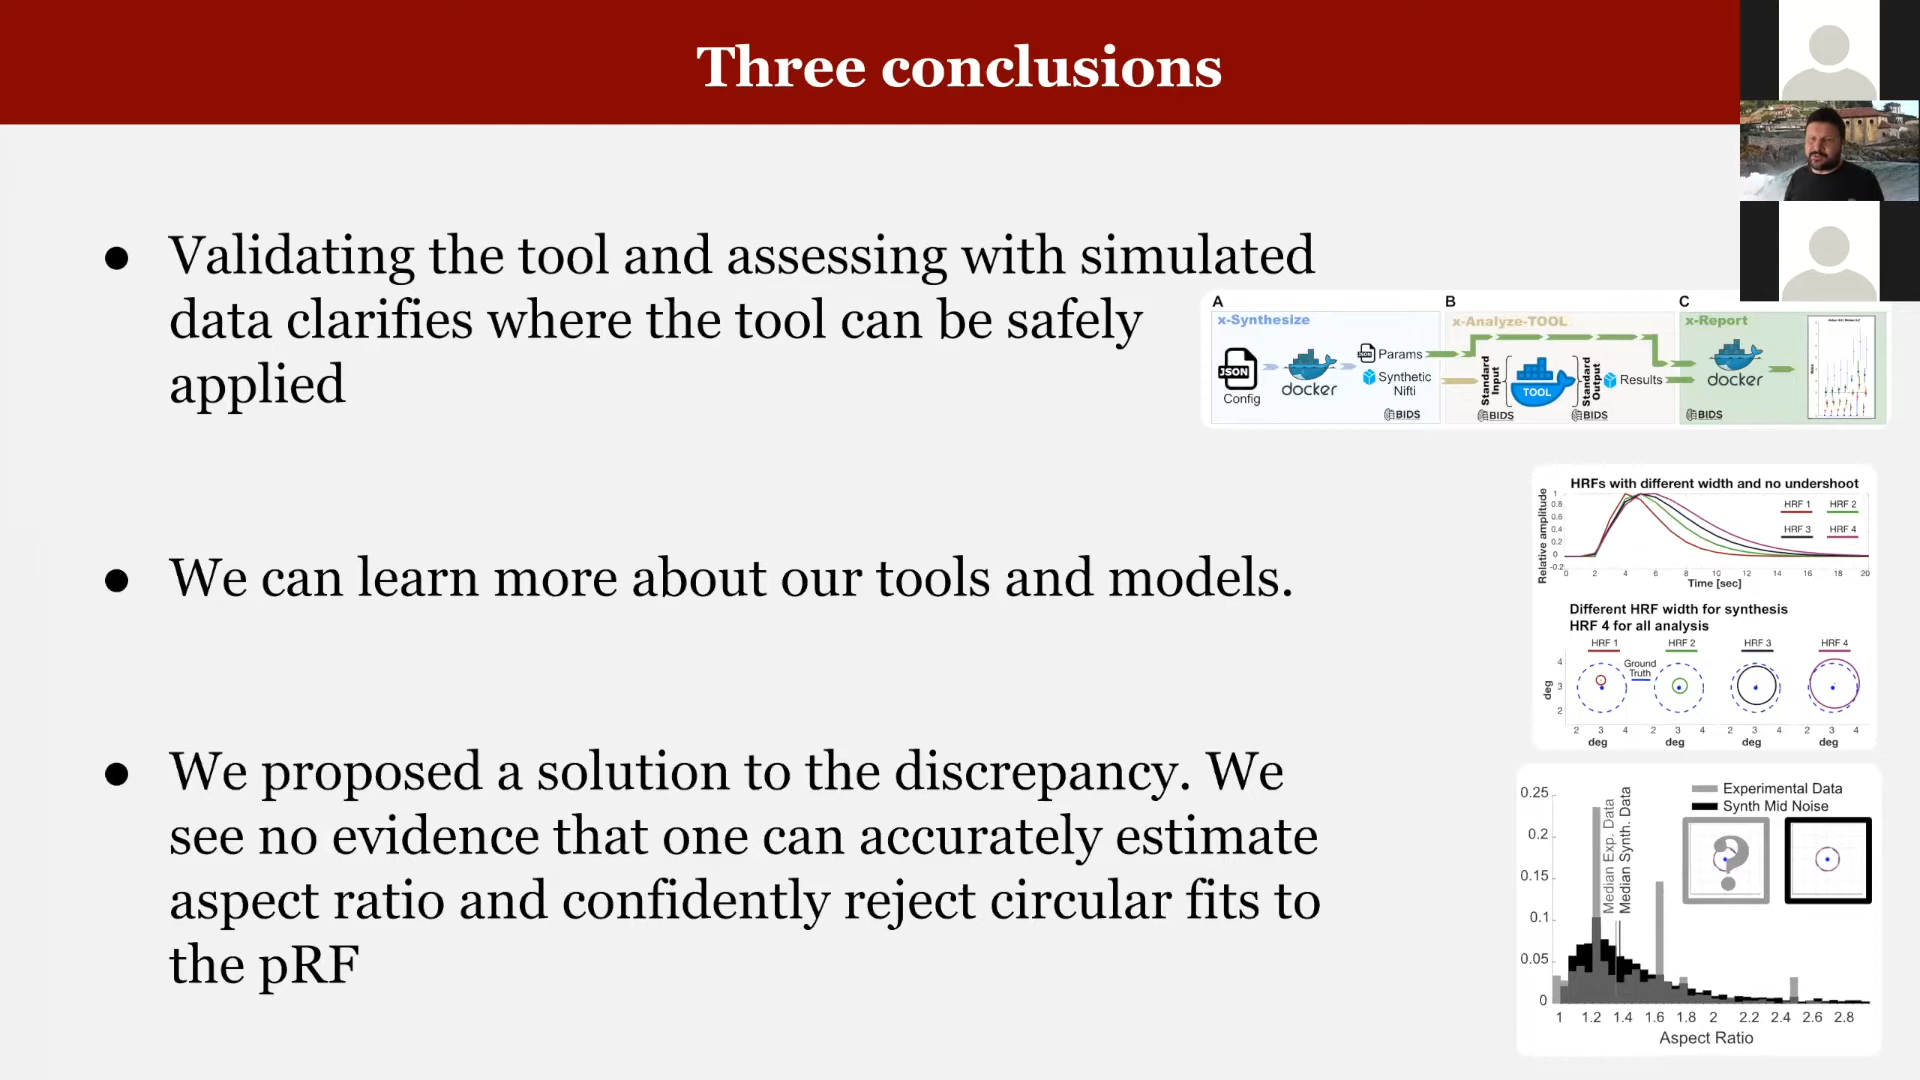 Three conclusions
● Validating the tool and assessing with simulated
data clarifies where the tool can be safely
applied
● We can learn more about our tools and models.
● We proposed a solution to the discrepancy. We
see no evidence that one can accurately estimate
aspect ratio and confidently reject circular fits to
the pRF
A
x-Synthesize
JSON
Config
docker
JSON
Params
Synthetic
Nifti
BIDS
B
x-Analyze-TOOL
Standard
Input
TOOL
Standard
Output
Results
BIDS
BIDS
C
x-Report
docker
BIDS
HRFs with different width and no undershoot
Relative amplitude
1
0.8
0.6
0.4
0.2
0
-0.2
HRF 1 HRF 2
HRF 3 HRF 4
0 2 4 6 8 10 12 14 16 18 20
Time [sec]
Different HRF width for synthesis
HRF 4 for all analysis
HRF 1 HRF 2 HRF 3 HRF 4
Ground
Truth
deg
4
3
2
2 3 4 2 3 4 2 3 4 2 3 4
deg deg deg deg
Experimental Data
Synth Mid Noise
Median Exp. Data
Median Synth. Data
?
0.25
0.2
0.15
0.1
0.05
0
1 1.2 1.4 1.6 1.8 2 2.2 2.4 2.6 2.8
Aspect Ratio